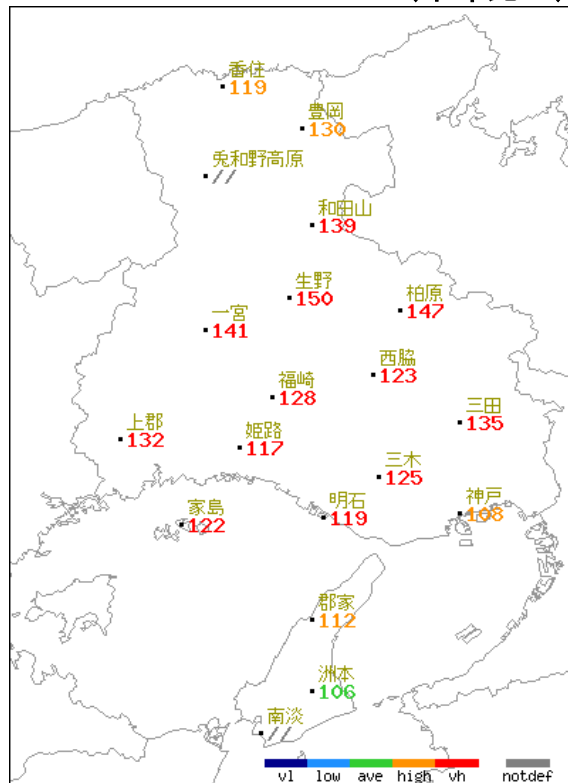 香住
119
豊岡
130
兎和野高原
//
和田山
139
生野
150
柏原
147
一宮
141
西脇
123
福崎
128
三田
135
上郡
132
姫路
117
三木
125
神戸
108
家島
122
明石
119
郡家
112
洲本
106
南淡
//
vl low ave high vh notdef